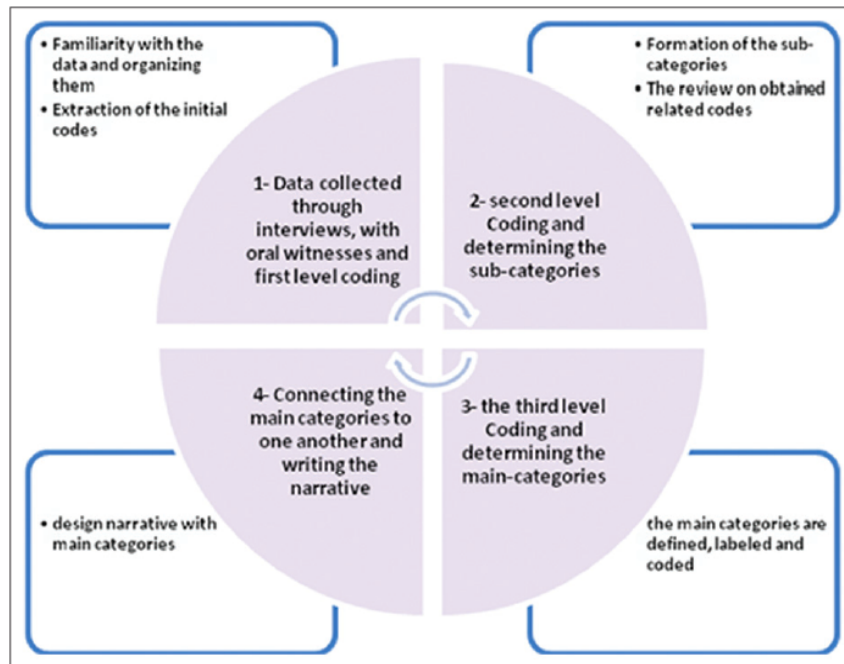 • Familiarity with the
data and organizing
them
• Extraction of the initial
codes
• Formation of the sub-
categories
• The review on obtained
related codes
1- Data collected
through
interviews, with
oral witnesses and
first level coding
2- second level
Coding and
determining the
sub-categories
4- Connecting the
main categories to
one another and
writing the
narrative
3- the third level
Coding and
determining the
main-categories
• design narrative with
main categories
the main categories are
defined, labeled and
coded